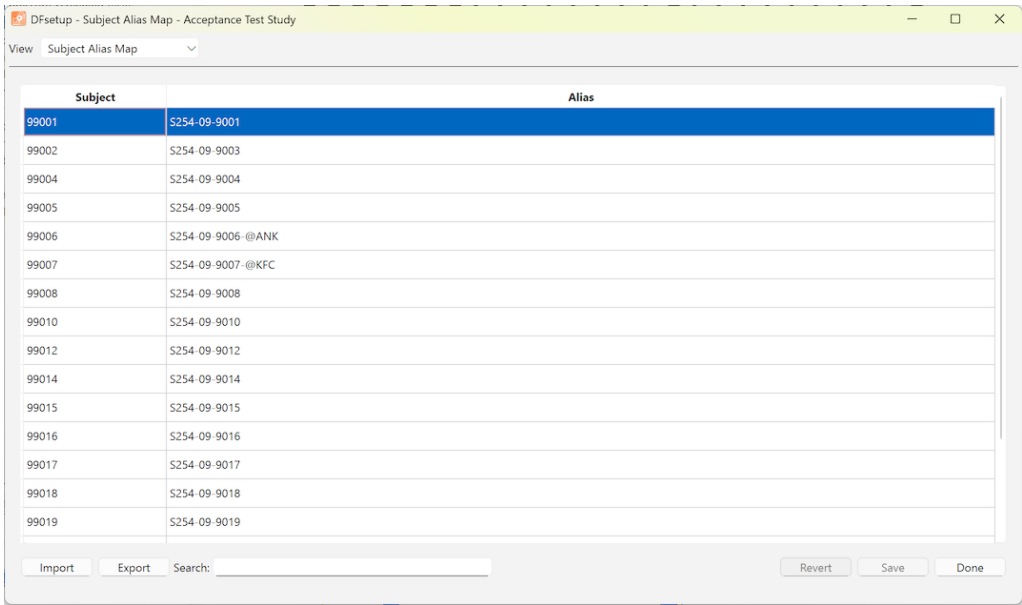 DFsetup - Subject Alias Map - Acceptance Test Study
View Subject Alias Map
Subject Alias
99001 S254-09-9001
99002 S254-09-9003
99004 S254-09-9004
99005 S254-09-9005
99006 S254-09-9006-@ANK
99007 S254-09-9007-@KFC
99008 S254-09-9008
99010 S254-09-9010
99012 S254-09-9012
99014 S254-09-9014
99015 S254-09-9015
99016 S254-09-9016
99017 S254-09-9017
99018 S254-09-9018
99019 S254-09-9019
Import Export Search: Revert Save Done